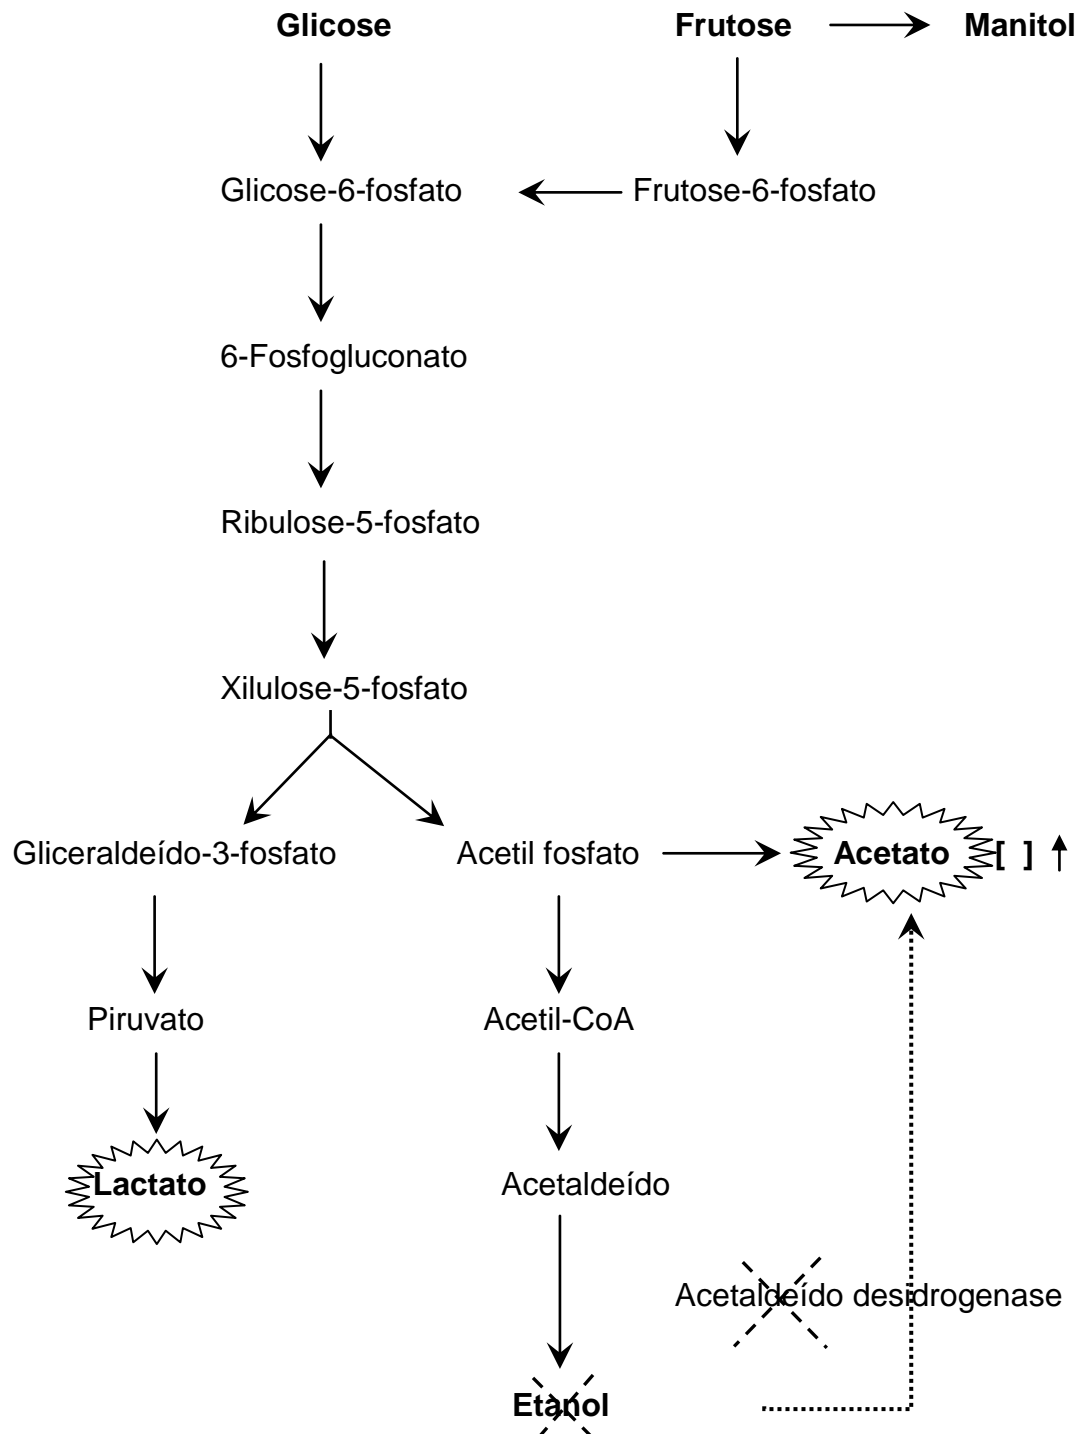 Glicose
Frutose
Manitol
Glicose-6-fosfato
Frutose-6-fosfato
6-Fosfogluconato
Ribulose-5-fosfato
Xilulose-5-fosfato
Gliceraldeído-3-fosfato
Acetil fosfato
Acetato
[ ]
Piruvato
Acetil-CoA
Lactato
Acetaldeído
Acetaldeído desidrogenase
Etanol